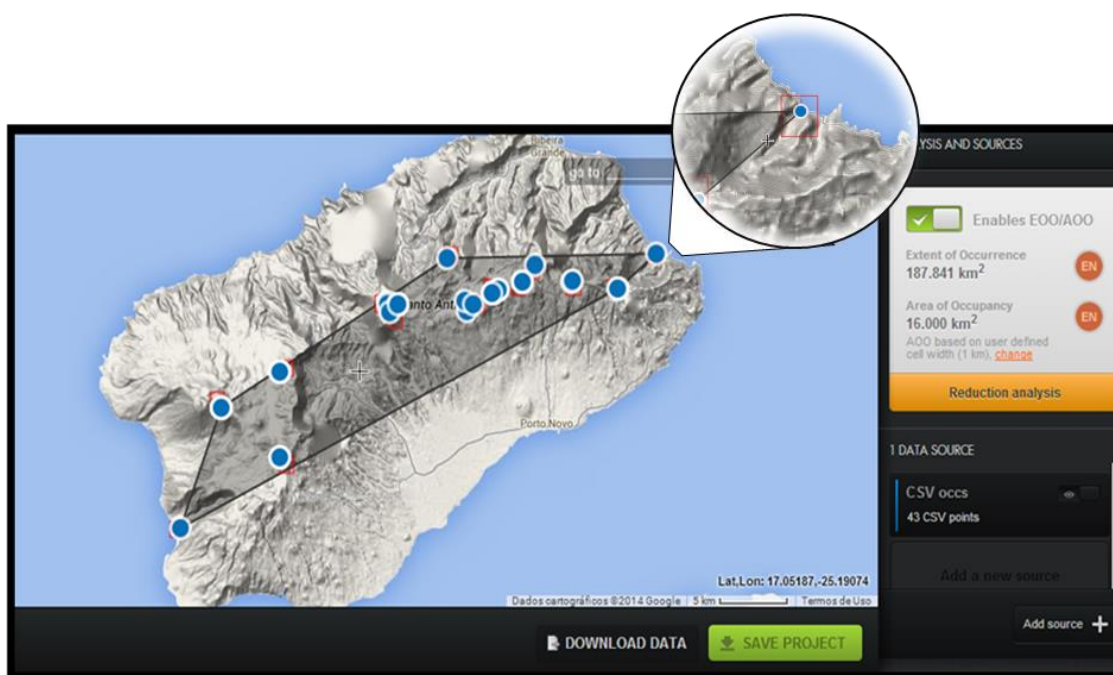 Ribeira
Grande
go to
anto Ant
Porto Novo
YSIS AND SOURCES
Enables EOO/AOO
Extent of Occurrence
187.841 km²
EN
Area of Occupancy
16.000 km²
EN
AOO based on user defined
cell width (1 km), change
Reduction analysis
1 DATA SOURCE
CSV occs
43 CSV points
Add a new source
Add source
Lat,Lon: 17.05187,-25.19074
Dados cartográficos ©2014 Google 5 km Termos de Uso
DOWNLOAD DATA SAVE PROJECT